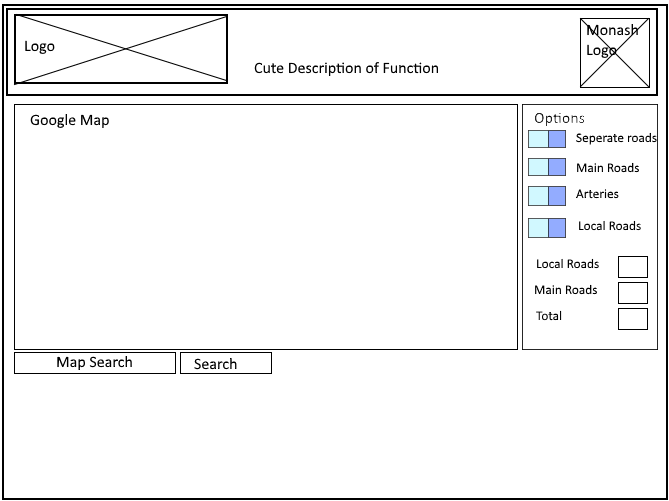 Logo
Cute Description of Function
Monash
Logo
Google Map
Options
Seperate roads
Main Roads
Arteries
Local Roads
Local Roads
Main Roads
Total
Map Search
Search